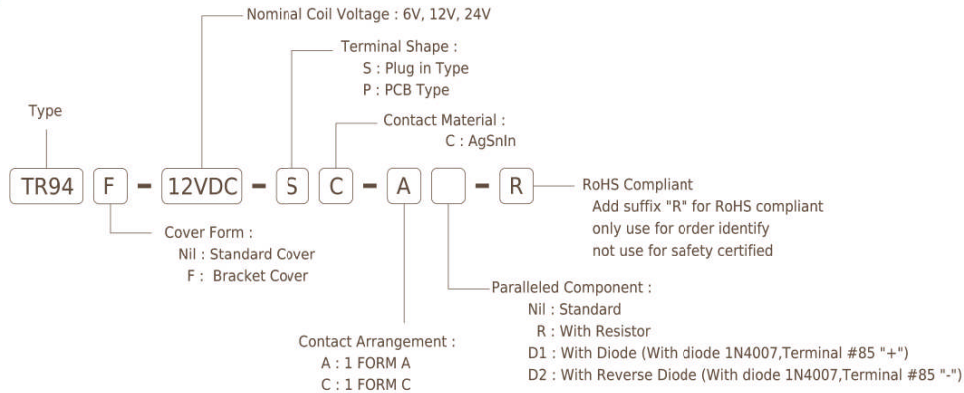 Nominal Coil Voltage : 6V, 12V, 24V
Terminal Shape :
S : Plug in Type
P : PCB Type
Contact Material :
C : AgSnIn
Type
TR94 F - 12VDC - S C - A - R
RoHS Compliant
Add suffix "R" for RoHS compliant
only use for order identify
not use for safety certified
Cover Form :
Nil : Standard Cover
F : Bracket Cover
Paralleled Component :
Nil : Standard
R : With Resistor
D1 : With Diode (With diode 1N4007,Terminal #85 "+")
D2 : With Reverse Diode (With diode 1N4007,Terminal #85 "-")
Contact Arrangement :
A : 1 FORM A
C : 1 FORM C